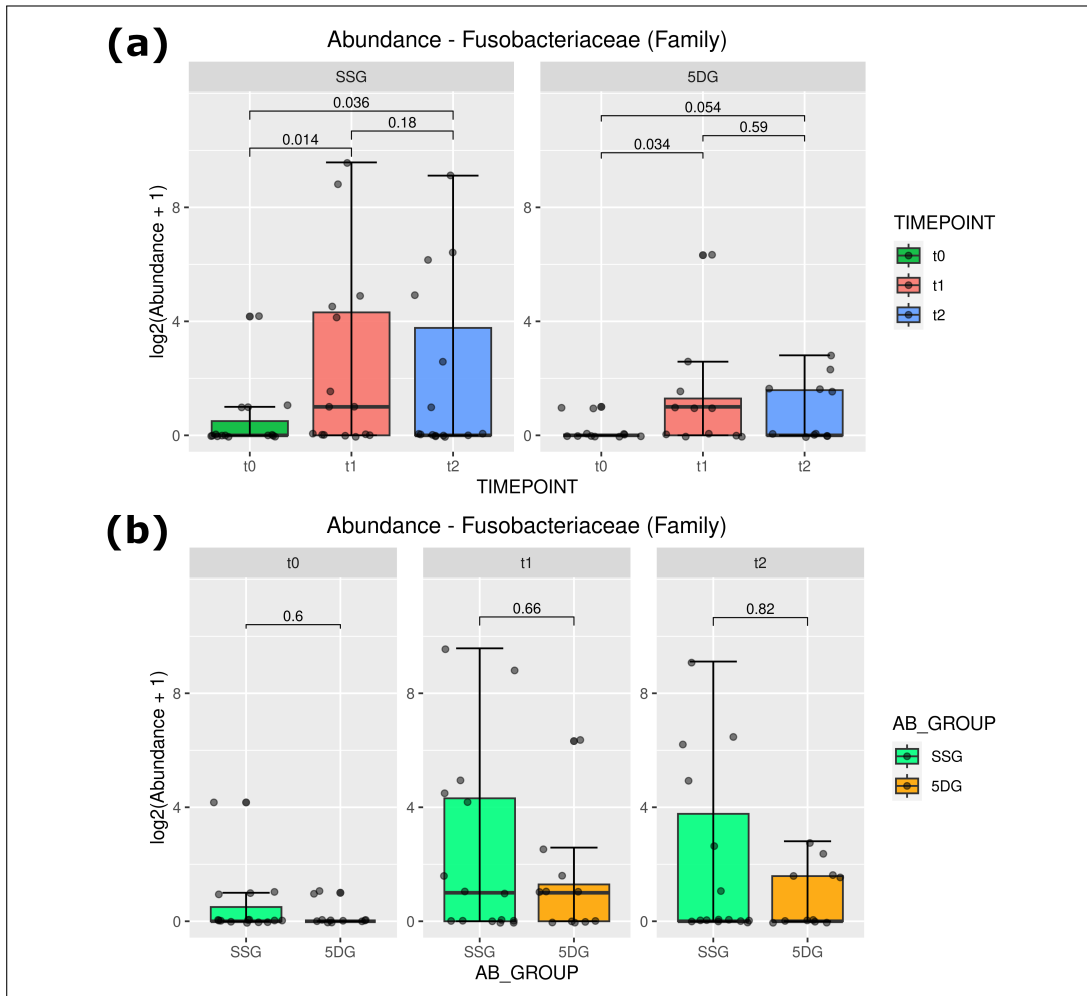 (a)
Abundance - Fusobacteriaceae (Family)
SSG
5DG
0.036
0.18
0.014
0.054
0.59
0.034
log2(Abundance + 1)
8
4
0
8
4
0
t0
t1
t2
t0
t1
t2
TIMEPOINT
TIMEPOINT
t0
t1
t2
(b)
Abundance - Fusobacteriaceae (Family)
t0
t1
t2
0.6
0.66
0.82
log2(Abundance + 1)
8
4
0
8
4
0
8
4
0
SSG
5DG
SSG
5DG
SSG
5DG
AB_GROUP
AB_GROUP
SSG
5DG